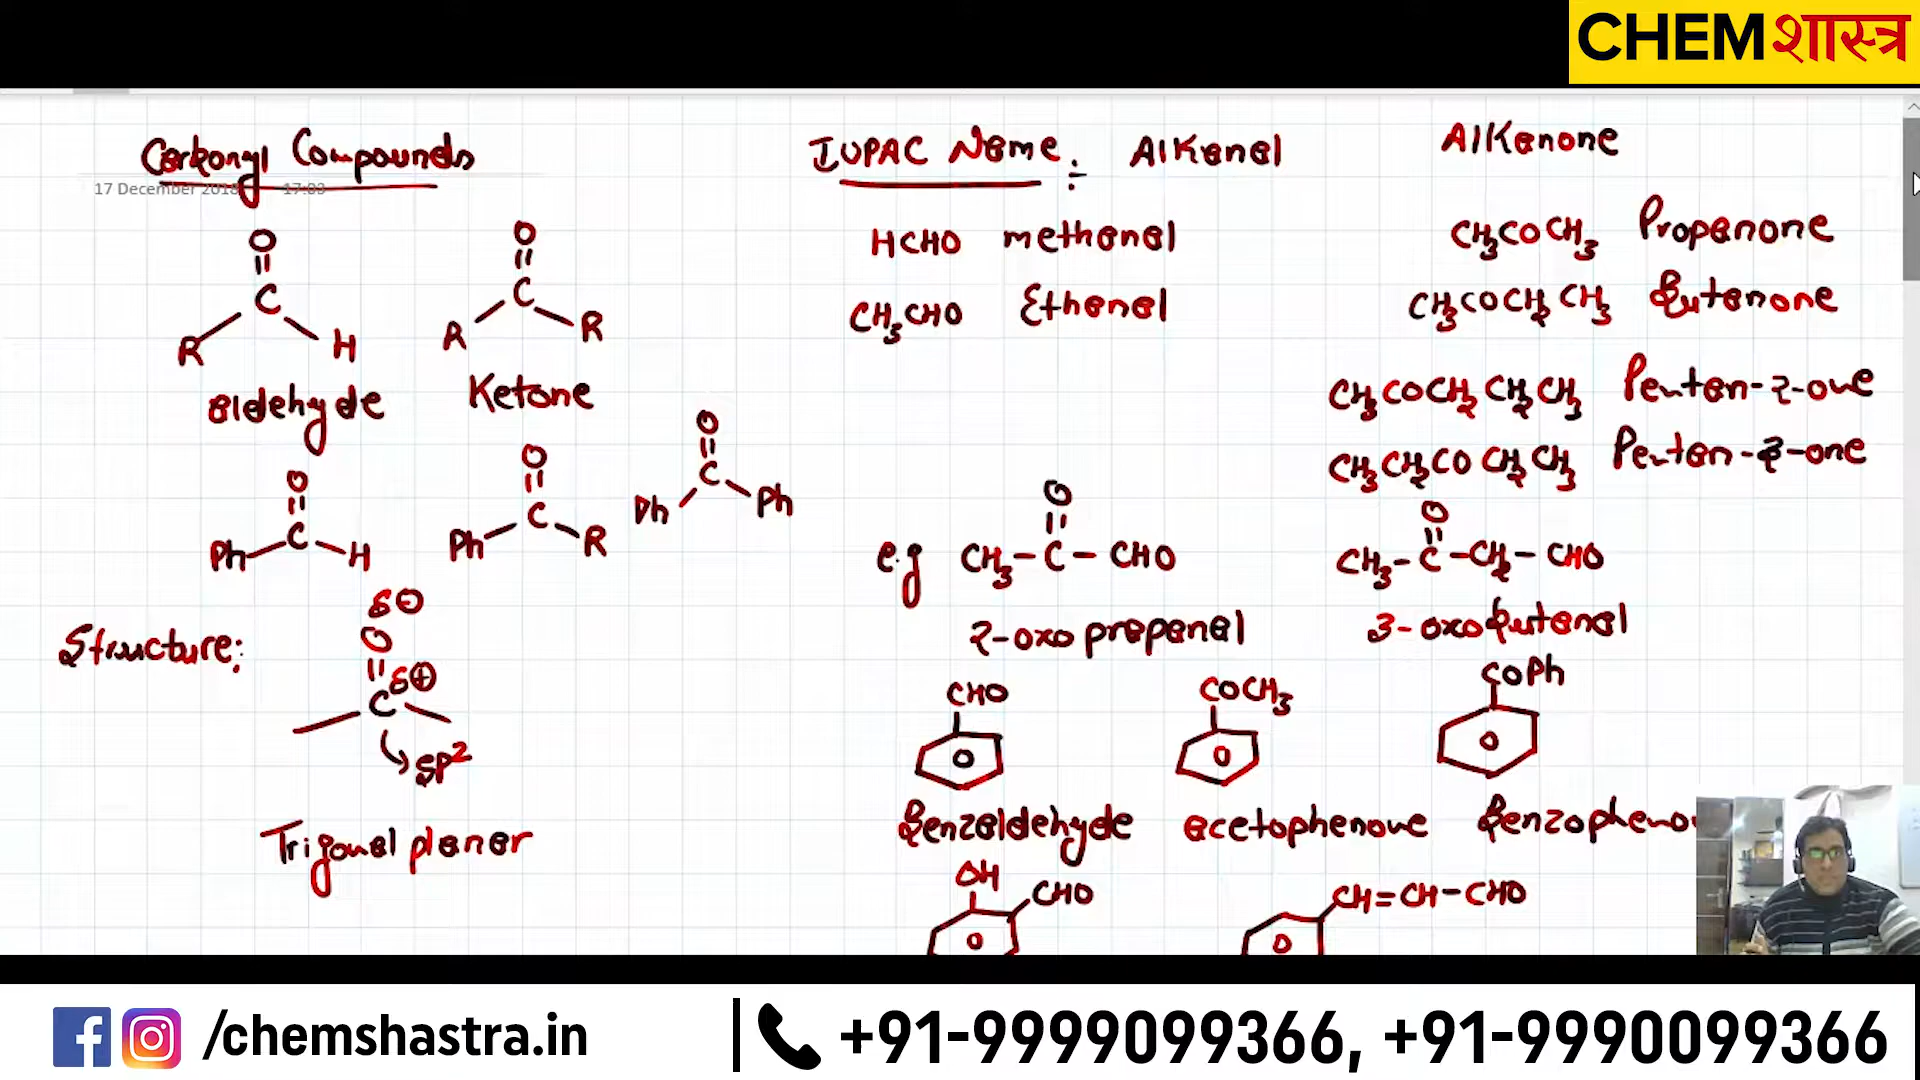 CHEMशास्त्र
Carbonyl Compounds
17 December 2018 17:03
O
C
R H
aldehyde
O
C
R R
Ketone
O
C
Ph H
O
C
Ph R
O
C
Ph Ph
Structure:
δ⊖
O
δ⊕
C
sp²
Trigonal planar
IUPAC Name :- Alkanal
HCHO methanal
CH₃CHO Ethanal
Alkanone
CH₃COCH₃ Propanone
CH₃COCH₂CH₃ Butanone
CH₃COCH₂CH₂CH₃ Pentan-2-one
CH₃CH₂COCH₂CH₃ Pentan-3-one
O
e.g CH₃-C-CHO
2-oxopropanal
O
CH₃-C-CH₂-CHO
3-oxobutanal
CHO
Benzaldehyde
COCH₃
acetophenone
COPh
Benzopheno
OH
CHO
CH=CH-CHO
/chemshastra.in
+91-9999099366, +91-9990099366